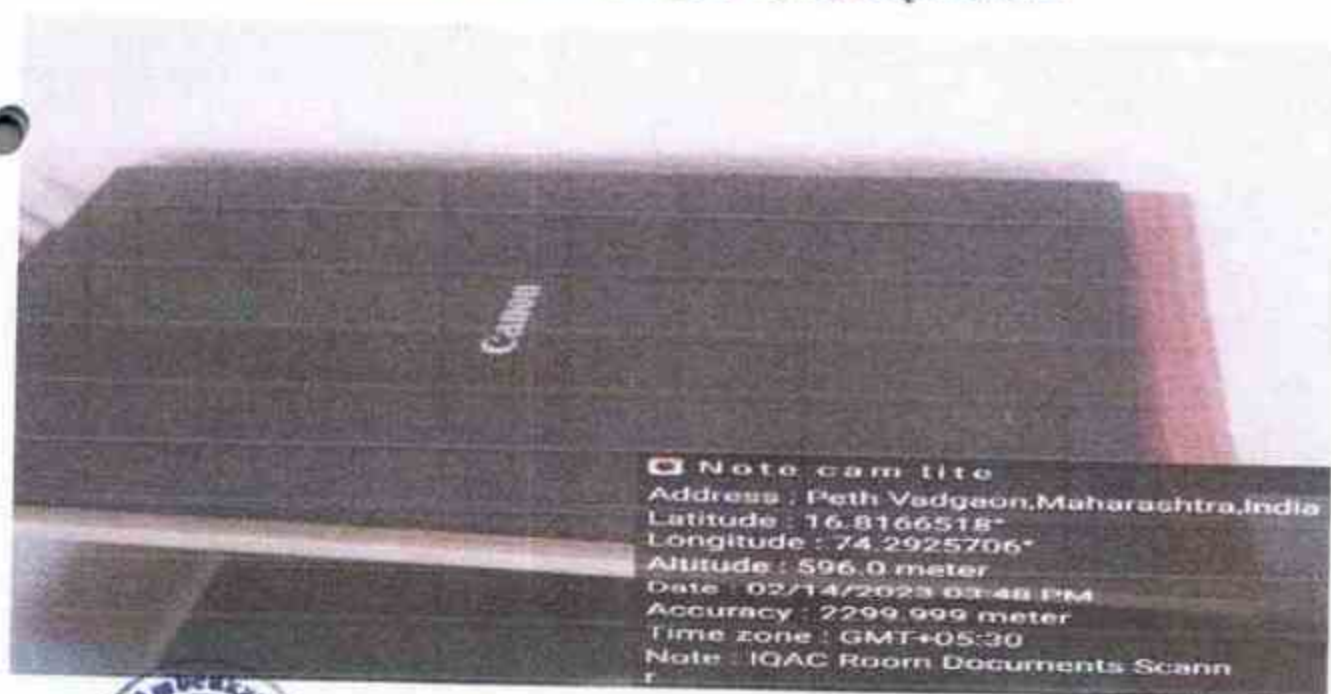 Canon
Note cam lite
Address : Peth Vadgaon,Maharashtra,India
Latitude : 16.8166518°
Longitude : 74.2925706°
Altitude : 596.0 meter
Date : 02/14/2023 03:48 PM
Accuracy : 2299.999 meter
Time zone : GMT+05:30
Note : IQAC Room Documents Scann
r